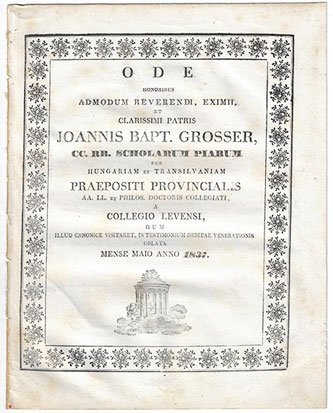 ODE
HONORIBUS
ADMODUM REVERENDI, EXIMII,
ET
CLARISSIMI PATRIS
JOANNIS BAPT. GROSSER,
CC. RR. SCHOLARUM PIARUM
PER
HUNGARIAM ET TRANSILVANIAM
PRAEPOSITI PROVINCIALIS
AA. LL. ET PHILOS. DOCTORIS COLLEGIATI,
A
COLLEGIO LEVENSI,
DUM
ILLUD CANONICE VISITARET, IN TESTIMONIUM DEBITAE VENERATIONIS
OBLATA
MENSE MAIO ANNO 1837.